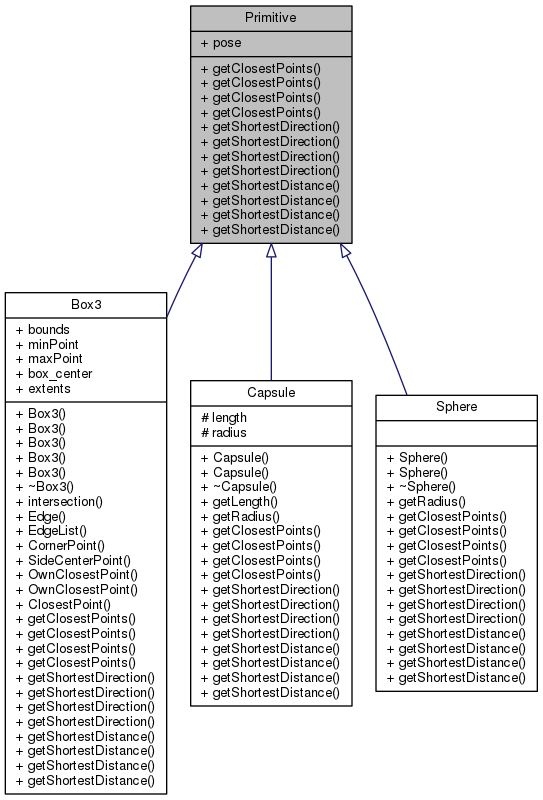 Primitive
+ pose
+ getClosestPoints()
+ getClosestPoints()
+ getClosestPoints()
+ getClosestPoints()
+ getShortestDirection()
+ getShortestDirection()
+ getShortestDirection()
+ getShortestDirection()
+ getShortestDistance()
+ getShortestDistance()
+ getShortestDistance()
+ getShortestDistance()
Box3
+ bounds
+ minPoint
+ maxPoint
+ box_center
+ extents
+ Box3()
+ Box3()
+ Box3()
+ Box3()
+ Box3()
+ ~Box3()
+ intersection()
+ Edge()
+ EdgeList()
+ CornerPoint()
+ SideCenterPoint()
+ OwnClosestPoint()
+ OwnClosestPoint()
+ ClosestPoint()
+ getClosestPoints()
+ getClosestPoints()
+ getClosestPoints()
+ getClosestPoints()
+ getShortestDirection()
+ getShortestDirection()
+ getShortestDirection()
+ getShortestDirection()
+ getShortestDistance()
+ getShortestDistance()
+ getShortestDistance()
+ getShortestDistance()
Capsule
# length
# radius
+ Capsule()
+ Capsule()
+ ~Capsule()
+ getLength()
+ getRadius()
+ getClosestPoints()
+ getClosestPoints()
+ getClosestPoints()
+ getClosestPoints()
+ getShortestDirection()
+ getShortestDirection()
+ getShortestDirection()
+ getShortestDirection()
+ getShortestDistance()
+ getShortestDistance()
+ getShortestDistance()
+ getShortestDistance()
Sphere
+ Sphere()
+ Sphere()
+ ~Sphere()
+ getRadius()
+ getClosestPoints()
+ getClosestPoints()
+ getClosestPoints()
+ getClosestPoints()
+ getShortestDirection()
+ getShortestDirection()
+ getShortestDirection()
+ getShortestDirection()
+ getShortestDistance()
+ getShortestDistance()
+ getShortestDistance()
+ getShortestDistance()